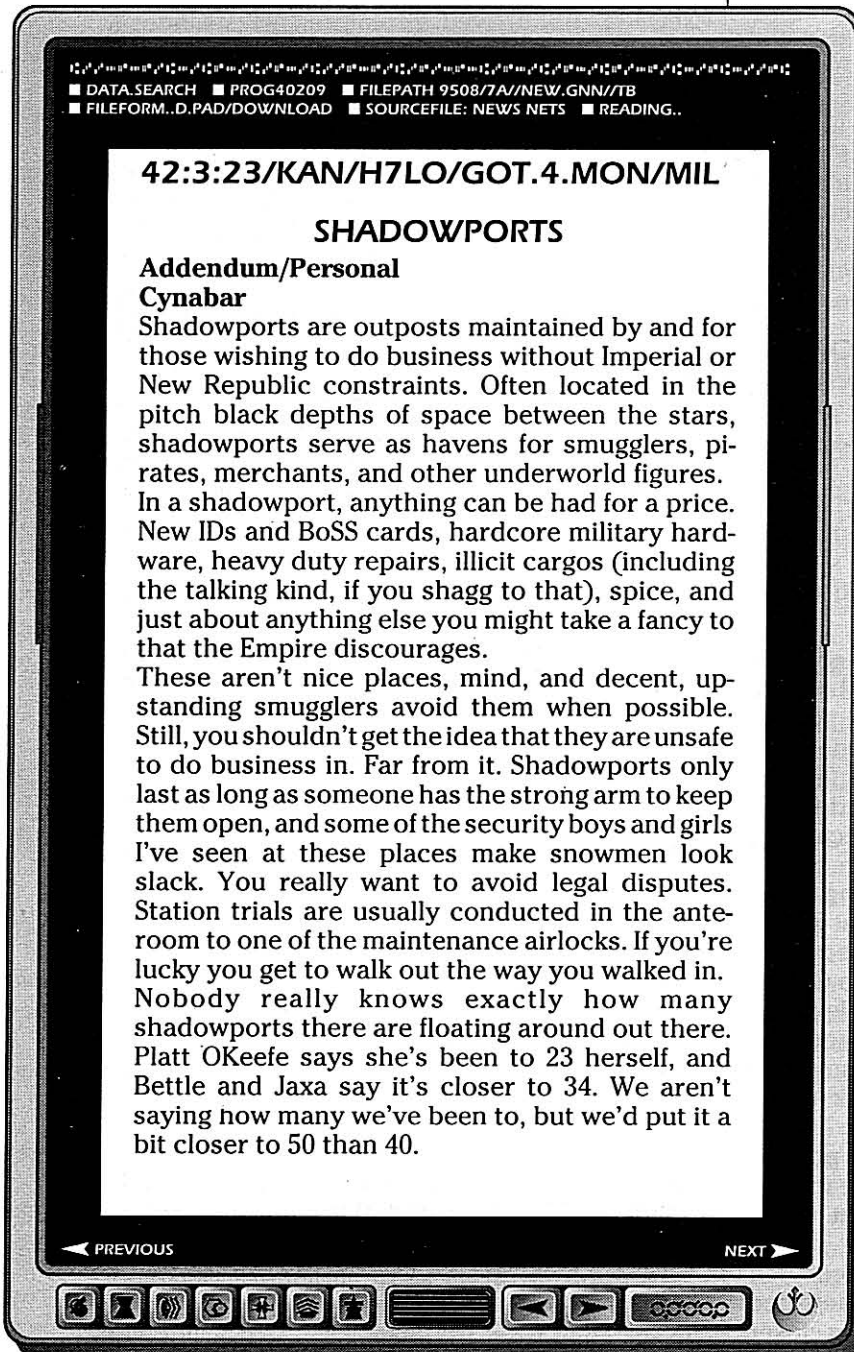 ■ DATA.SEARCH ■ PROG40209 ■ FILEPATH 9508/7A//NEW.GNN//TB
■ FILEFORM..D.PAD/DOWNLOAD ■ SOURCEFILE: NEWS NETS ■ READING..
42:3:23/KAN/H7LO/GOT.4.MON/MIL
SHADOWPORTS
Addendum/Personal
Cynabar
Shadowports are outposts maintained by and for
those wishing to do business without Imperial or
New Republic constraints. Often located in the
pitch black depths of space between the stars,
shadowports serve as havens for smugglers, pi-
rates, merchants, and other underworld figures.
In a shadowport, anything can be had for a price.
New IDs and BoSS cards, hardcore military hard-
ware, heavy duty repairs, illicit cargos (including
the talking kind, if you shagg to that), spice, and
just about anything else you might take a fancy to
that the Empire discourages.
These aren't nice places, mind, and decent, up-
standing smugglers avoid them when possible.
Still, you shouldn't get the idea that they are unsafe
to do business in. Far from it. Shadowports only
last as long as someone has the strong arm to keep
them open, and some of the security boys and girls
I've seen at these places make snowmen look
slack. You really want to avoid legal disputes.
Station trials are usually conducted in the ante-
room to one of the maintenance airlocks. If you're
lucky you get to walk out the way you walked in.
Nobody really knows exactly how many
shadowports there are floating around out there.
Platt OKeefe says she's been to 23 herself, and
Bettle and Jaxa say it's closer to 34. We aren't
saying how many we've been to, but we'd put it a
bit closer to 50 than 40.
PREVIOUS
NEXT